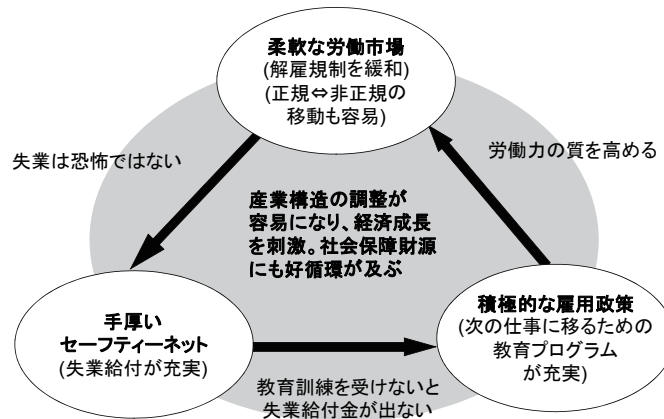 柔軟な労働市場
(解雇規制を緩和)
(正規⇔非正規の
移動も容易)
失業は恐怖ではない
労働力の質を高める
産業構造の調整が
容易になり、経済成長
を刺激。社会保障財源
にも好循環が及ぶ
手厚い
セーフティーネット
(失業給付が充実)
積極的な雇用政策
(次の仕事に移るための
教育プログラム
が充実)
教育訓練を受けないと
失業給付金が出ない